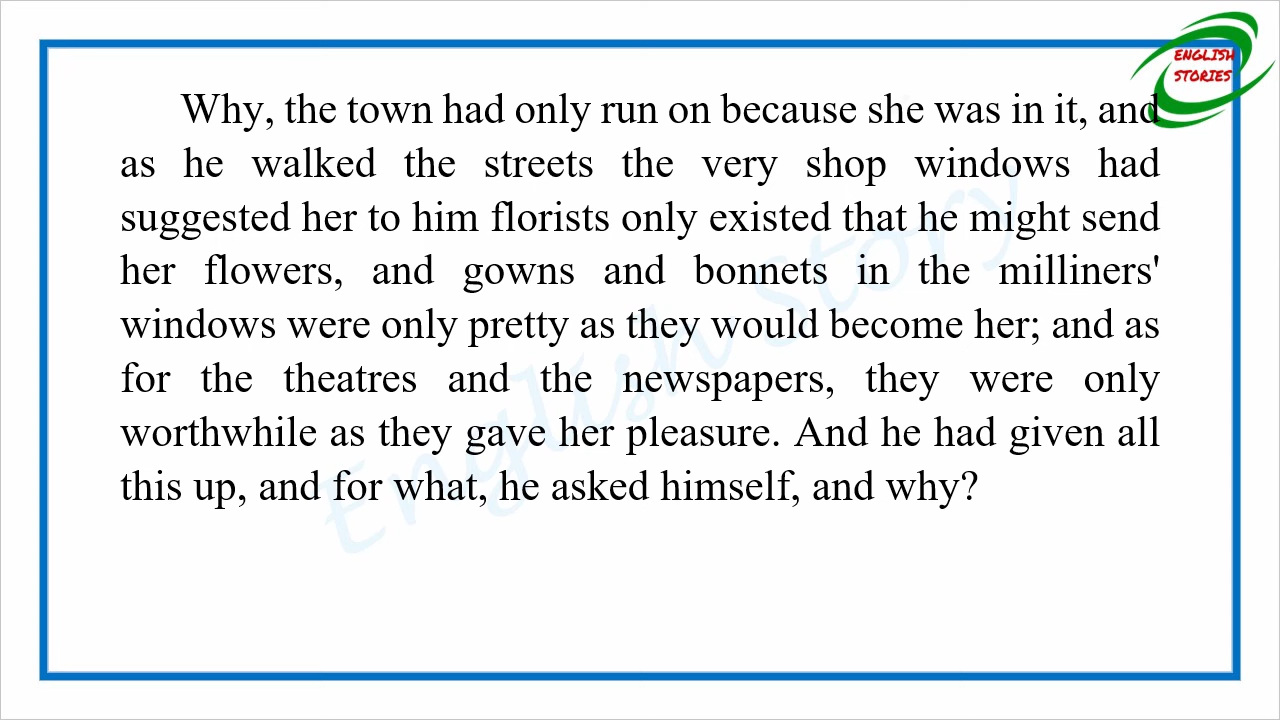 ENGLISH
STORIES
Why, the town had only run on because she was in it, and
as he walked the streets the very shop windows had
suggested her to him florists only existed that he might send
her flowers, and gowns and bonnets in the milliners'
windows were only pretty as they would become her; and as
for the theatres and the newspapers, they were only
worthwhile as they gave her pleasure. And he had given all
this up, and for what, he asked himself, and why?
English Story